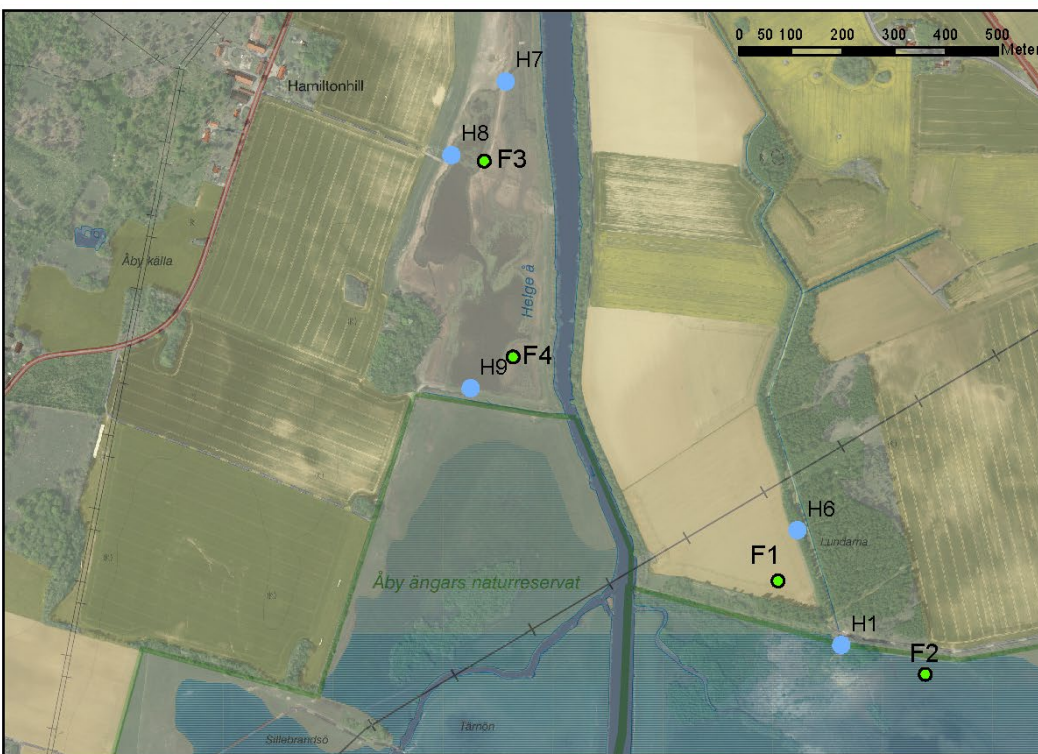 0 50 100 200 300 400 500
Meter
H7
Hamiltonhill
H8
F3
Åby källa
Helge å
F4
H9
H6
Lundarna
F1
Åby ängars naturreservat
H1
F2
Tärnön
Sillebrandsö